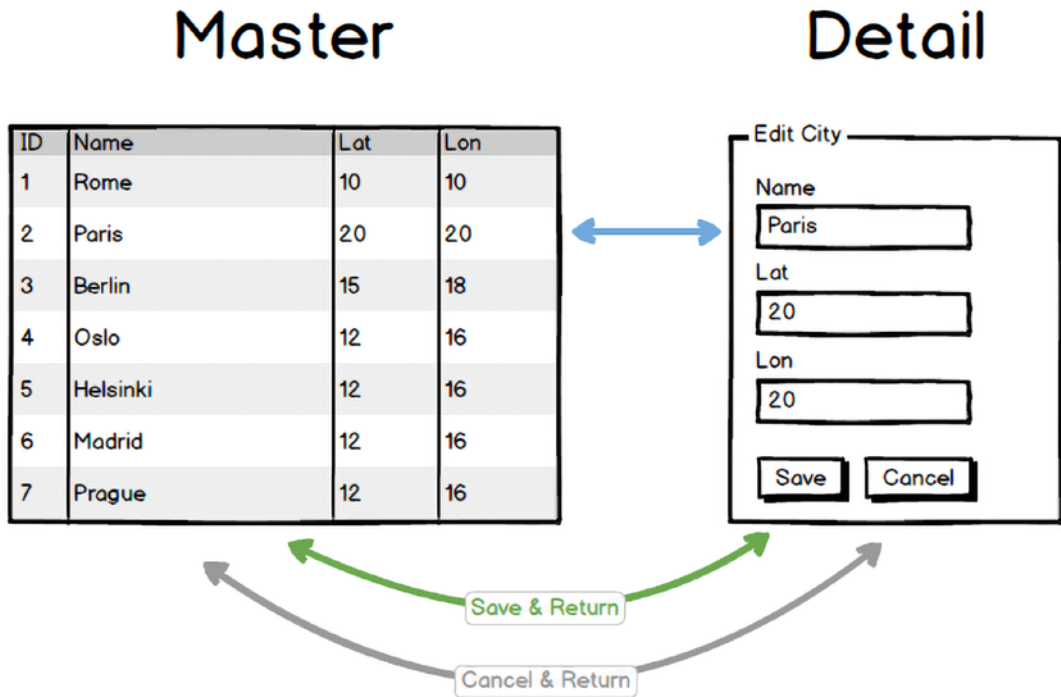 Master
Detail
ID Name Lat Lon
1 Rome 10 10
2 Paris 20 20
3 Berlin 15 18
4 Oslo 12 16
5 Helsinki 12 16
6 Madrid 12 16
7 Prague 12 16
Edit City
Name
Paris
Lat
20
Lon
20
Save Cancel
Save & Return
Cancel & Return